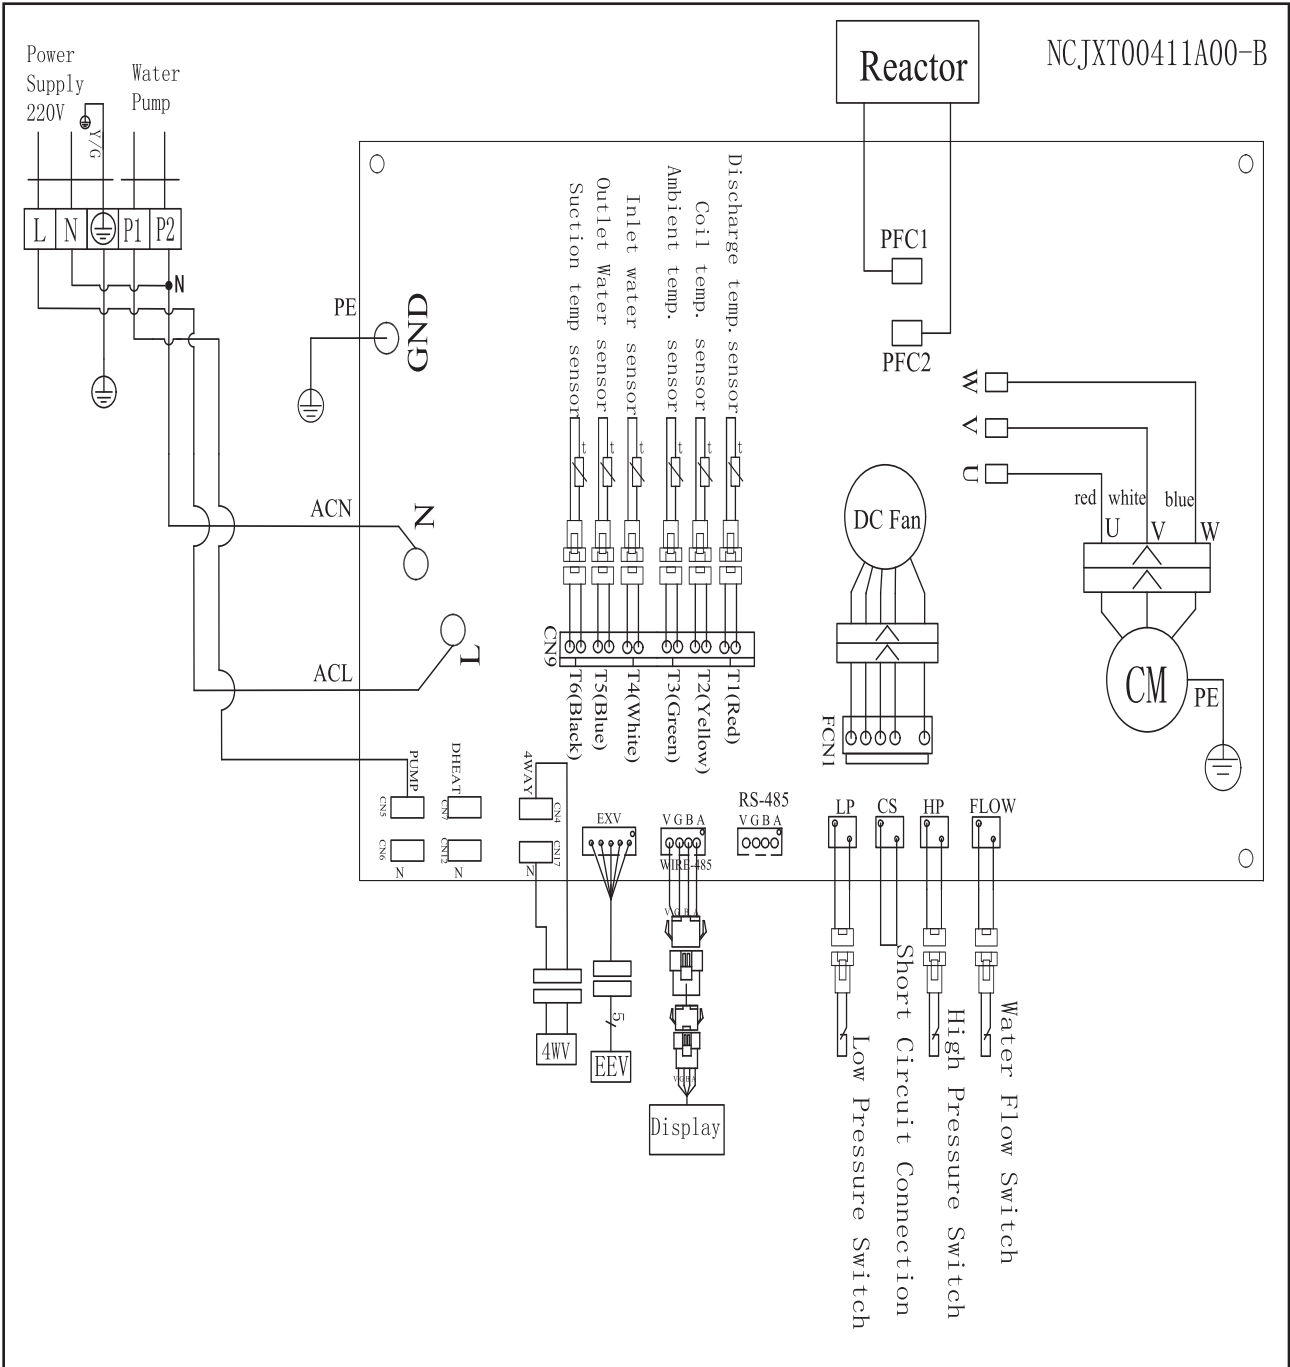 NCJXT00411A00-B
Power
Supply
220V
Water
Pump
Y/G
L N P1 P2
N
Reactor
PFC1
PFC2
PE
GND
Suction temp sensor
Outlet Water sensor
Inlet water sensor
Ambient temp. sensor
Coil temp. sensor
Discharge temp. sensor
t t t t t t
W
V
U
red white blue
U V W
CM
PE
DC Fan
FCN1
ACN
N
ACL
L
CN9
T6(Black)
T5(Blue)
T4(White)
T3(Green)
T2(Yellow)
T1(Red)
PUMP
CN5
CN6
N
DHEAT
CN7
CN12
N
4WAY
CN4
CN17
N
EXV
V G B A
WIRE-485
RS-485
V G B A
LP CS HP FLOW
V G B A
5
4WV
EEV
V G B A
Display
Low Pressure Switch
Short Circuit Connection
High Pressure Switch
Water Flow Switch